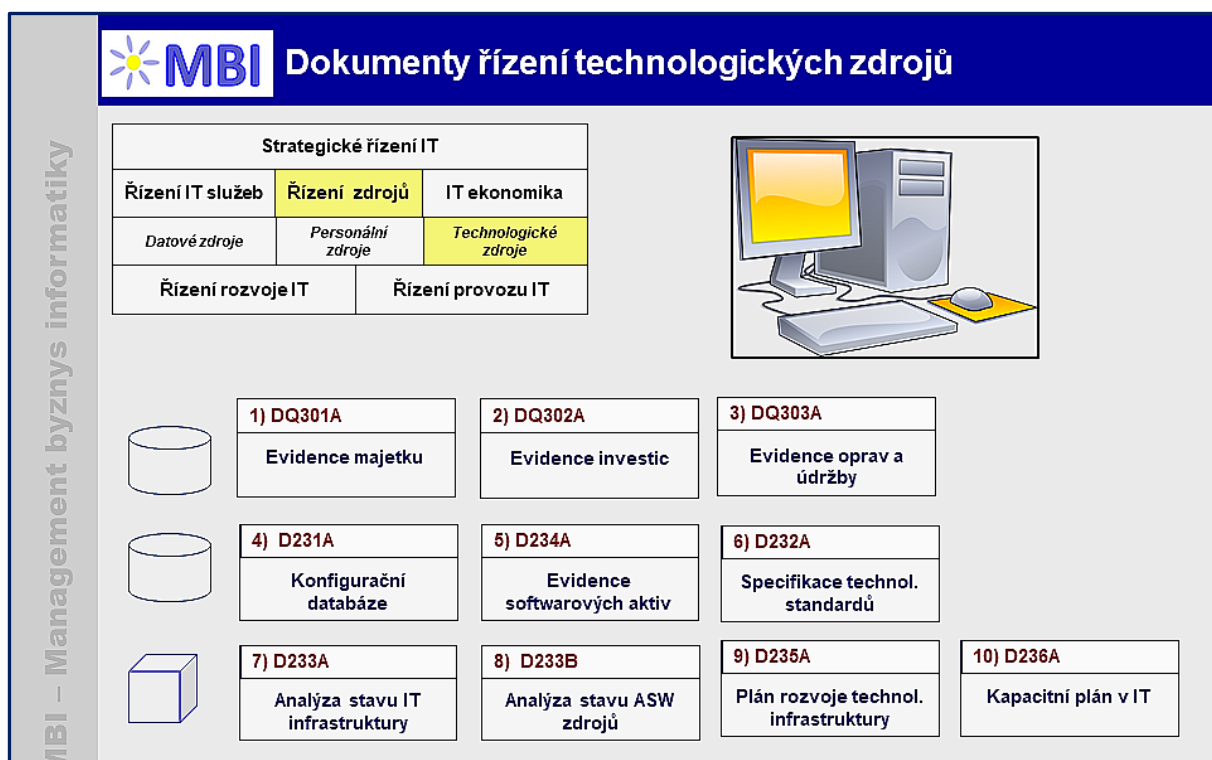 MBI
Dokumenty řízení technologických zdrojů
MBI – Management byznys informatiky
Strategické řízení IT
Řízení IT služeb
Řízení zdrojů
IT ekonomika
Datové zdroje
Personální
zdroje
Technologické
zdroje
Řízení rozvoje IT
Řízení provozu IT
1) DQ301A
Evidence majetku
2) DQ302A
Evidence investic
3) DQ303A
Evidence oprav a
údržby
4) D231A
Konfigurační
databáze
5) D234A
Evidence
softwarových aktiv
6) D232A
Specifikace technol.
standardů
7) D233A
Analýza stavu IT
infrastruktury
8) D233B
Analýza stavu ASW
zdrojů
9) D235A
Plán rozvoje technol.
infrastruktury
10) D236A
Kapacitní plán v IT